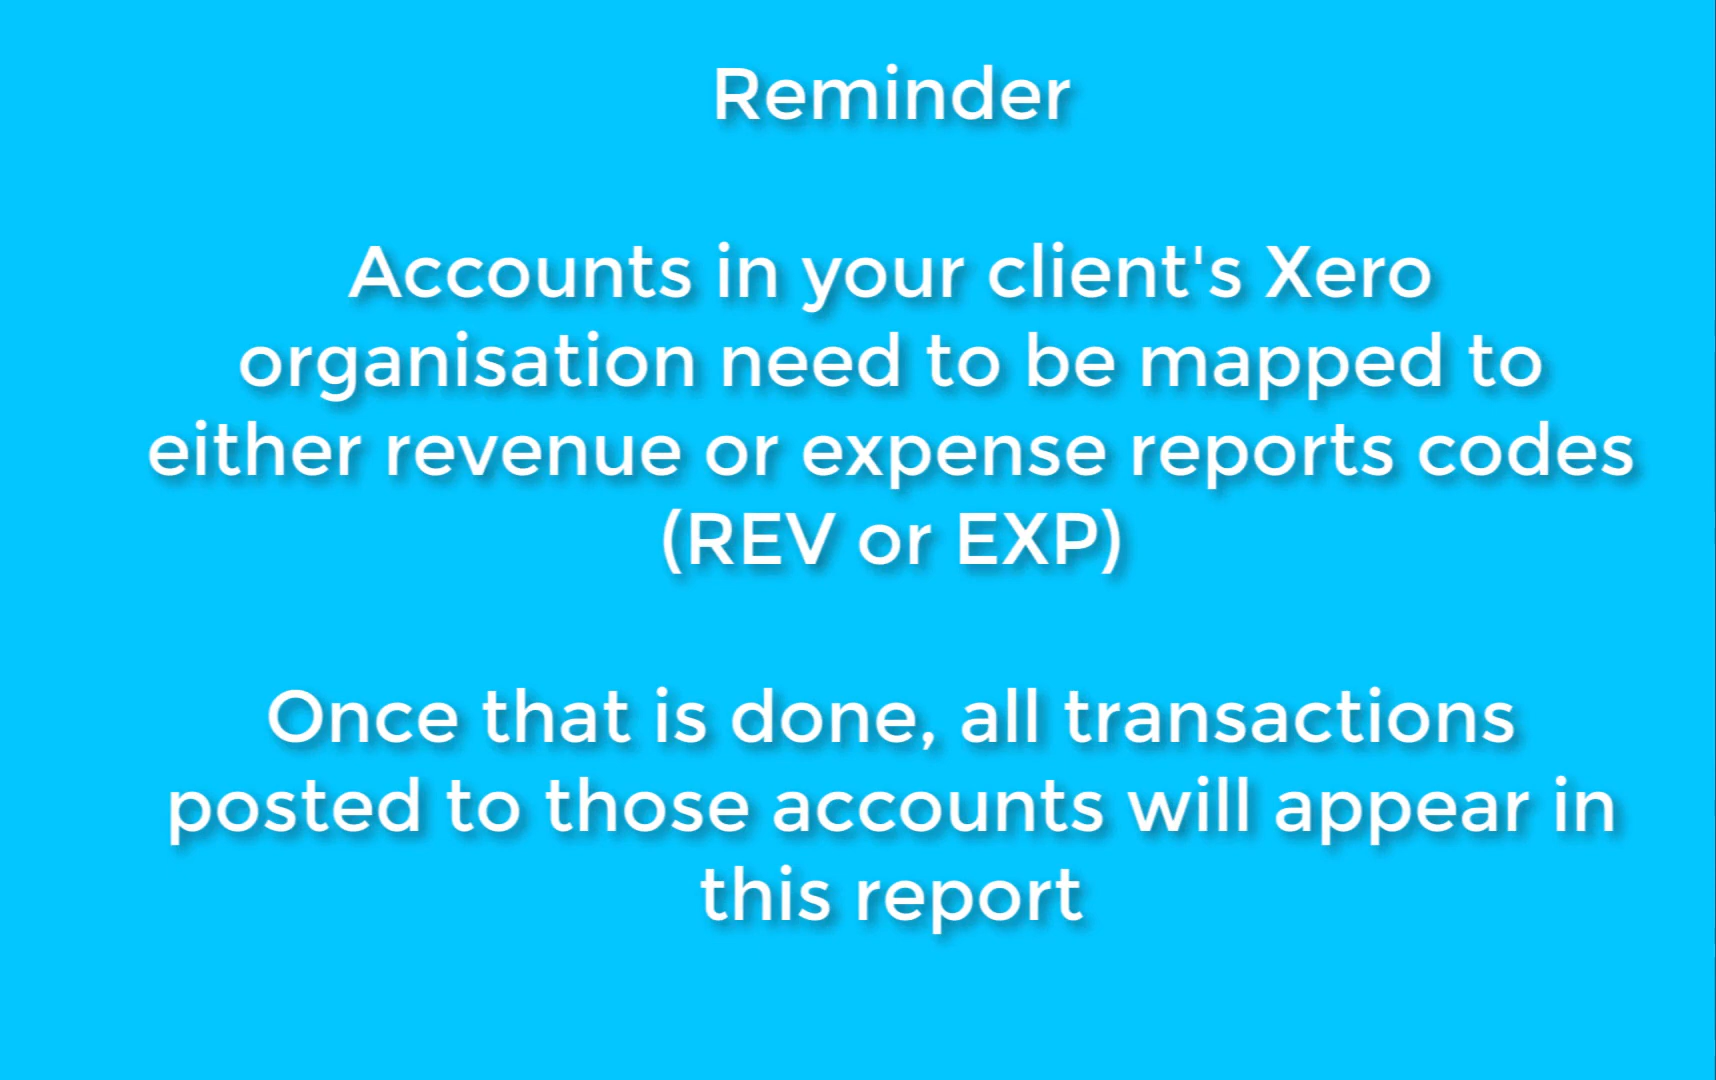 Reminder
Accounts in your client's Xero
organisation need to be mapped to
either revenue or expense reports codes
(REV or EXP)
Once that is done, all transactions
posted to those accounts will appear in
this report